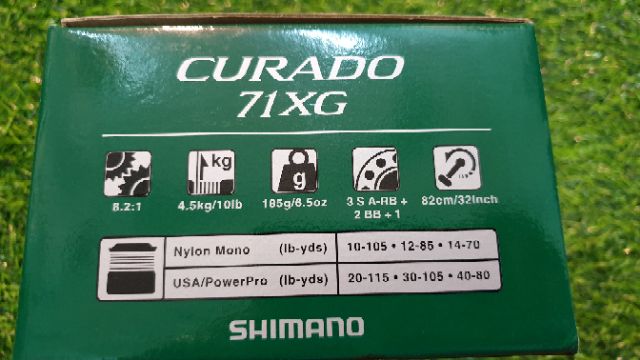 CURADO
71XG
kg
g
8.2:1
4.5kg/10lb
185g/6.5oz
3 S A-RB +
2 BB + 1
82cm/32inch
Nylon Mono (lb-yds) 10-105 • 12-85 • 14-70
USA/PowerPro (lb-yds) 20-115 • 30-105 • 40-80
SHIMANO